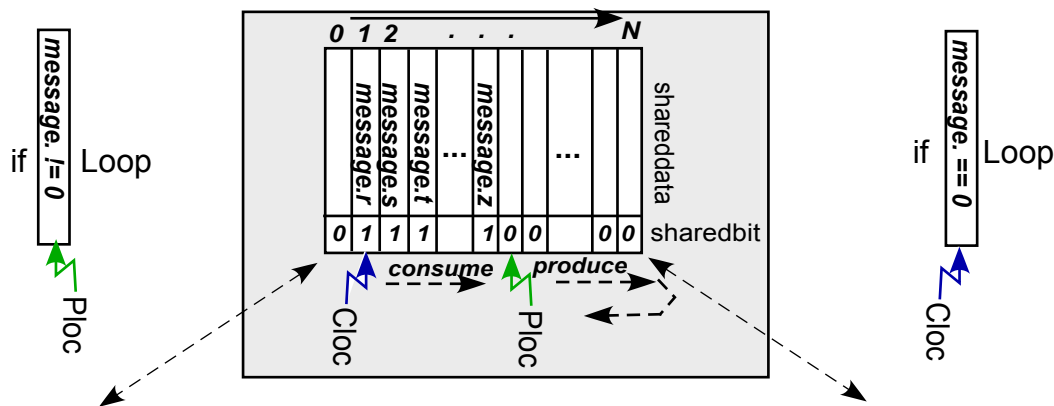 if message. != 0 Loop
Ploc
0 1 2 . . . N
message.r
message.s
message.t
...
message.z
...
shareddata
0 1 1 1 1 0 0 0 0 sharedbit
consume produce
Cloc
Ploc
if message. == 0 Loop
Cloc